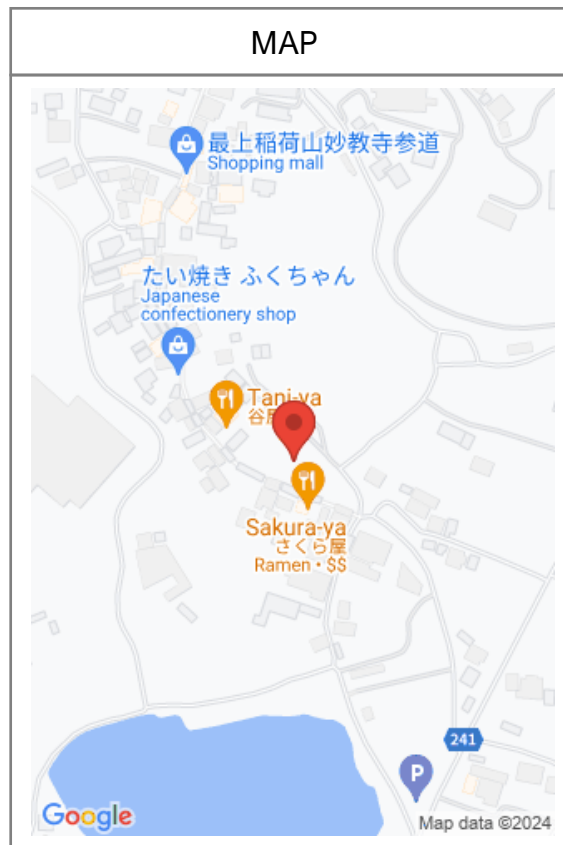 MAP
最上稲荷山妙教寺参道
Shopping mall
たい焼き ふくちゃん
Japanese
confectionery shop
Tani-ya
谷
Sakura-ya
さくら屋
Ramen • $$
241
P
Google
Map data ©2024